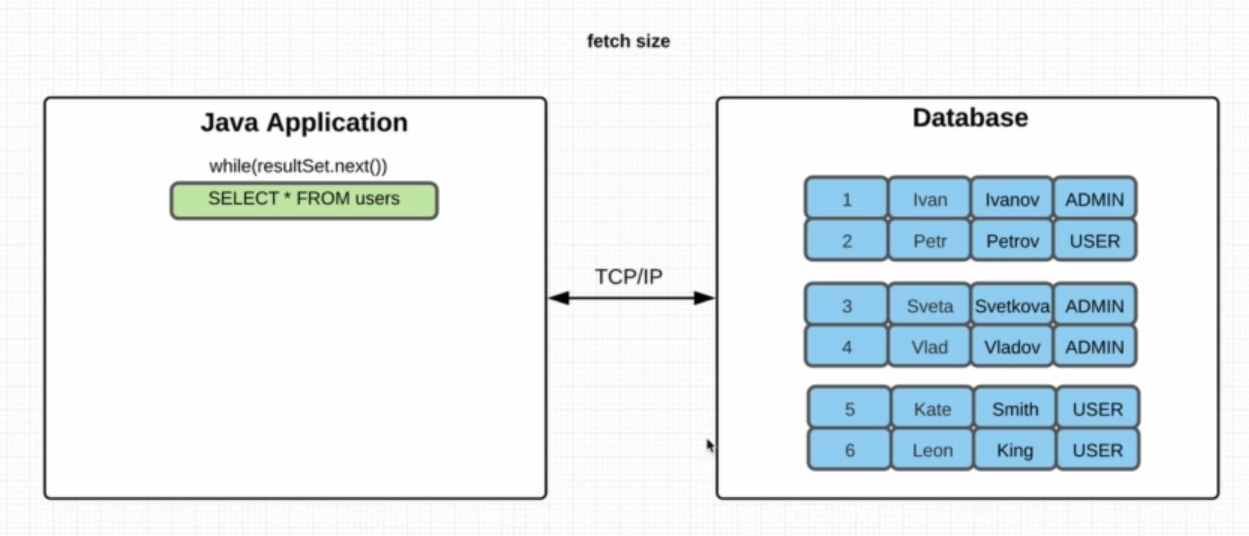 fetch size
Java Application
while(resultSet.next())
SELECT * FROM users
TCP/IP
Database
1 Ivan Ivanov ADMIN
2 Petr Petrov USER
3 Sveta Svetkova ADMIN
4 Vlad Vladov ADMIN
5 Kate Smith USER
6 Leon King USER